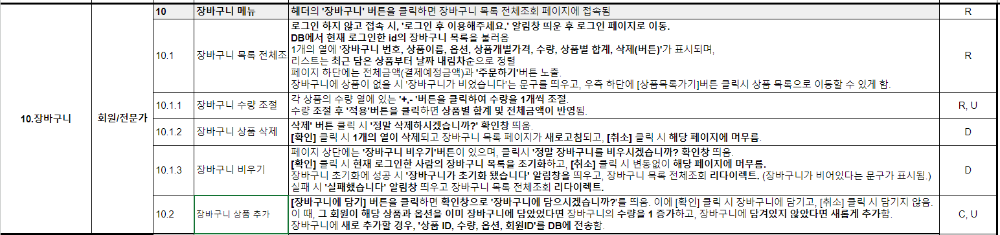 10.장바구니
회원/전문가
10 장바구니 메뉴 헤더의 '장바구니' 버튼을 클릭하면 장바구니 목록 전체조회 페이지에 접속됨 R
10.1 장바구니 목록 전체조 R
로그인 하지 않고 접속 시, '로그인 후 이용해주세요.' 알림창 띄운 후 로그인 페이지로 이동.
DB에서 현재 로그인한 id의 장바구니 목록을 불러옴
1개의 열에 '장바구니 번호, 상품이름, 옵션, 상품개별가격, 수량, 상품별 합계, 삭제(버튼)'가 표시되며,
리스트는 최근 담은 상품부터 날짜 내림차순으로 정렬
페이지 하단에는 전체금액(결제예정금액)과 '주문하기'버튼 노출.
장바구니에 상품이 없을 시 '장바구니가 비었습니다'는 문구를 띄우고, 우측 하단에 [상품목록가기]버튼 클릭시 상품 목록으로 이동할 수 있게 함.
10.1.1 장바구니 수량 조절 R, U
각 상품의 수량 열에 있는 '+,- '버튼을 클릭하여 수량을 1개씩 조절.
수량 조절 후 '적용'버튼을 클릭하면 상품별 합계 및 전체금액이 반영됨.
10.1.2 장바구니 상품 삭제 D
삭제' 버튼 클릭 시 '정말 삭제하시겠습니까?' 확인창 띄움.
[확인] 클릭 시 1개의 열이 삭제되고 장바구니 목록 페이지가 새로고침되고, [취소] 클릭 시 해당 페이지에 머무름.
10.1.3 장바구니 비우기 D
페이지 상단에는 '장바구니 비우기'버튼이 있으며, 클릭시 '정말 장바구니를 비우시겠습니까? 확인창 띄움.
[확인] 클릭 시 현재 로그인한 사람의 장바구니 목록을 초기화하고, [취소] 클릭 시 변동없이 해당 페이지에 머무름.
장바구니 초기화에 성공 시 '장바구니가 초기화 됐습니다' 알림창을 띄우고, 장바구니 목록 전체조회 리다이렉트. (장바구니가 비어있다는 문구가 표시됨.)
실패 시 '실패했습니다' 알림창 띄우고 장바구니 목록 전체조회 리다이렉트.
10.2 장바구니 상품 추가 C, U
[장바구니에 담기] 버튼을 클릭하면 확인창으로 '장바구니에 담으시겠습니까?'를 띄움. 이에 [확인] 클릭 시 장바구니에 담기고, [취소] 클릭 시 담기지 않음.
이 때, 그 회원이 해당 상품과 옵션을 이미 장바구니에 담았었다면 장바구니의 수량을 1 증가하고, 장바구니에 담겨있지 않았다면 새롭게 추가함.
장바구니에 새로 추가할 경우, '상품 ID, 수량, 옵션, 회원ID'를 DB에 전송함.